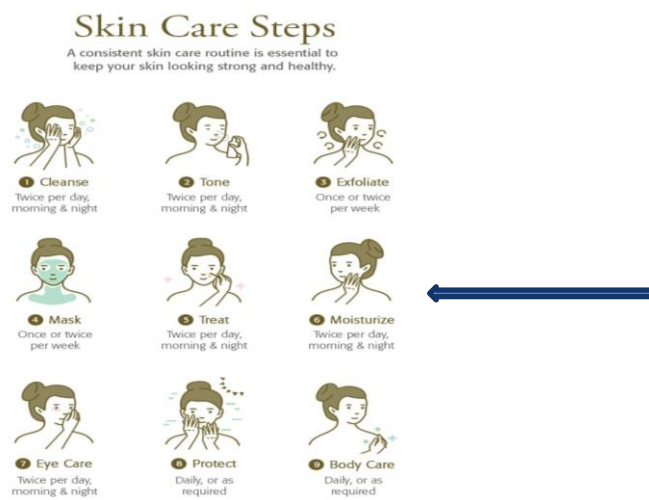 Skin Care Steps
A consistent skin care routine is essential to
keep your skin looking strong and healthy.
1 Cleanse
Twice per day,
morning & night
2 Tone
Twice per day,
morning & night
3 Exfoliate
Once or twice
per week
4 Mask
Once or twice
per week
5 Treat
Twice per day,
morning & night
6 Moisturize
Twice per day,
morning & night
7 Eye Care
Twice per day,
morning & night
8 Protect
Daily, or as
required
9 Body Care
Daily, or as
required